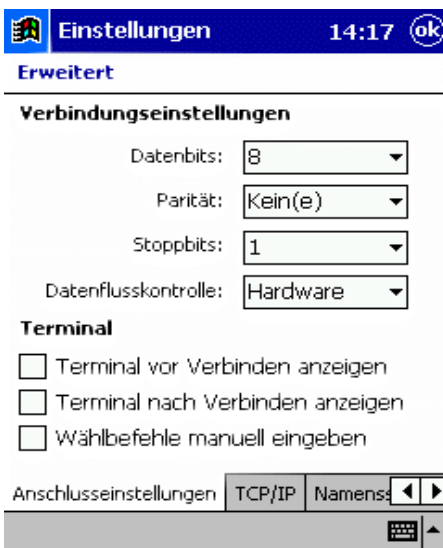 Einstellungen 14:17 ok
Erweitert
Verbindungseinstellungen
Datenbits: 8
Parität: Kein(e)
Stoppbits: 1
Datenflusskontrolle: Hardware
Terminal
Terminal vor Verbinden anzeigen
Terminal nach Verbinden anzeigen
Wählbefehle manuell eingeben
Anschlusseinstellungen TCP/IP